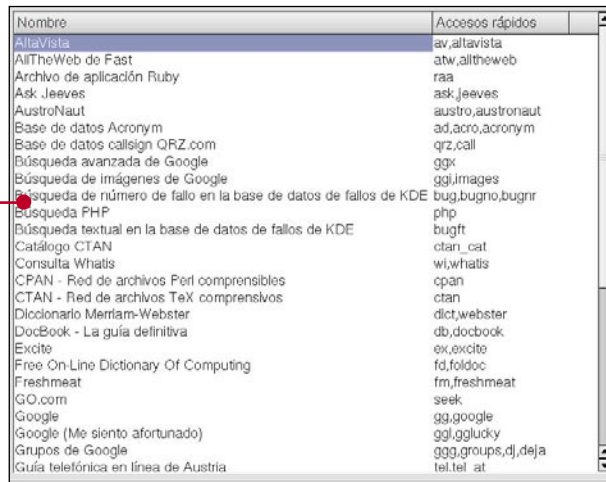 Nombre Accesos rápidos
AltaVista av,altavista
AllTheWeb de Fast atw,alltheweb
Archivo de aplicación Ruby raa
Ask Jeeves ask,jeeves
AustroNaut austro,austronaut
Base de datos Acronym ad,acro,acronym
Base de datos callsign QRZ.com qrz,call
Búsqueda avanzada de Google ggx
Búsqueda de imágenes de Google ggi,images
Búsqueda de número de fallo en la base de datos de fallos de KDE bug,bugno,bugnr
Búsqueda PHP php
Búsqueda textual en la base de datos de fallos de KDE bugft
Catálogo CTAN ctan_cat
Consulta Whatis wi,whatis
CPAN - Red de archivos Perl comprensibles cpan
CTAN - Red de archivos TeX comprensivos ctan
Diccionario Merriam-Webster dict,webster
DocBook - La guía definitiva db,docbook
Excite ex,excite
Free On-Line Dictionary Of Computing fd,foldoc
Freshmeat fm,freshmeat
GO.com seek
Google gg,google
Google (Me siento afortunado) ggl,gglucky
Grupos de Google ggg,groups,dj,deja
Guía telefónica en línea de Austria tel,tel_at